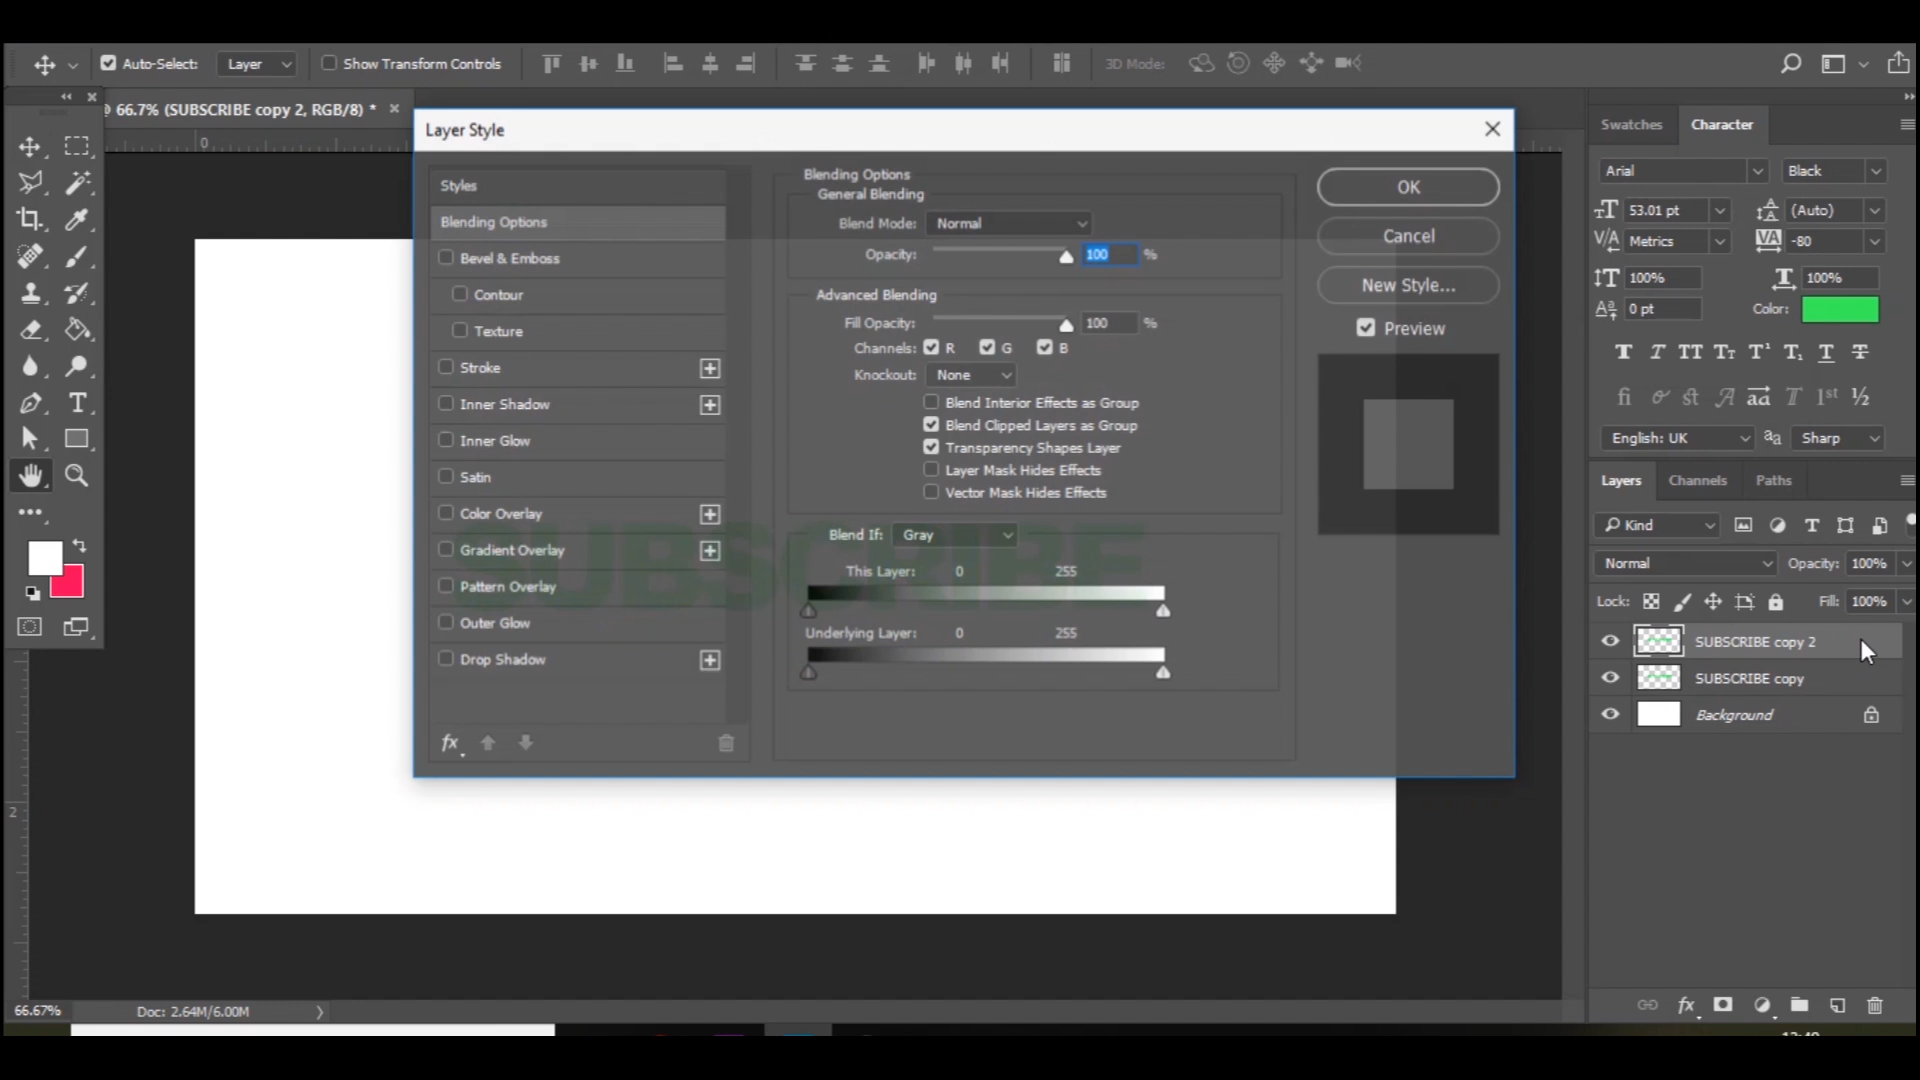 Auto-Select: Layer Show Transform Controls 3D Mode:
@ 66.7% (SUBSCRIBE copy 2, RGB/8) *
0
2
Layer Style
Styles
Blending Options
Bevel & Emboss
Contour
Texture
Stroke
Inner Shadow
Inner Glow
Satin
Color Overlay
Gradient Overlay
Pattern Overlay
Outer Glow
Drop Shadow
fx
Blending Options
General Blending
Blend Mode: Normal
Opacity: 100 %
Advanced Blending
Fill Opacity: 100 %
Channels: R G B
Knockout: None
Blend Interior Effects as Group
Blend Clipped Layers as Group
Transparency Shapes Layer
Layer Mask Hides Effects
Vector Mask Hides Effects
Blend If: Gray
This Layer: 0 255
Underlying Layer: 0 255
SUBSCRIBE
OK
Cancel
New Style...
Preview
Swatches Character
Arial Black
53.01 pt (Auto)
Metrics -80
100% 100%
0 pt Color:
English: UK aa Sharp
Layers Channels Paths
Kind
Normal Opacity: 100%
Lock: Fill: 100%
SUBSCRIBE copy 2
SUBSCRIBE copy
Background
fx
66.67% Doc: 2.64M/6.00M